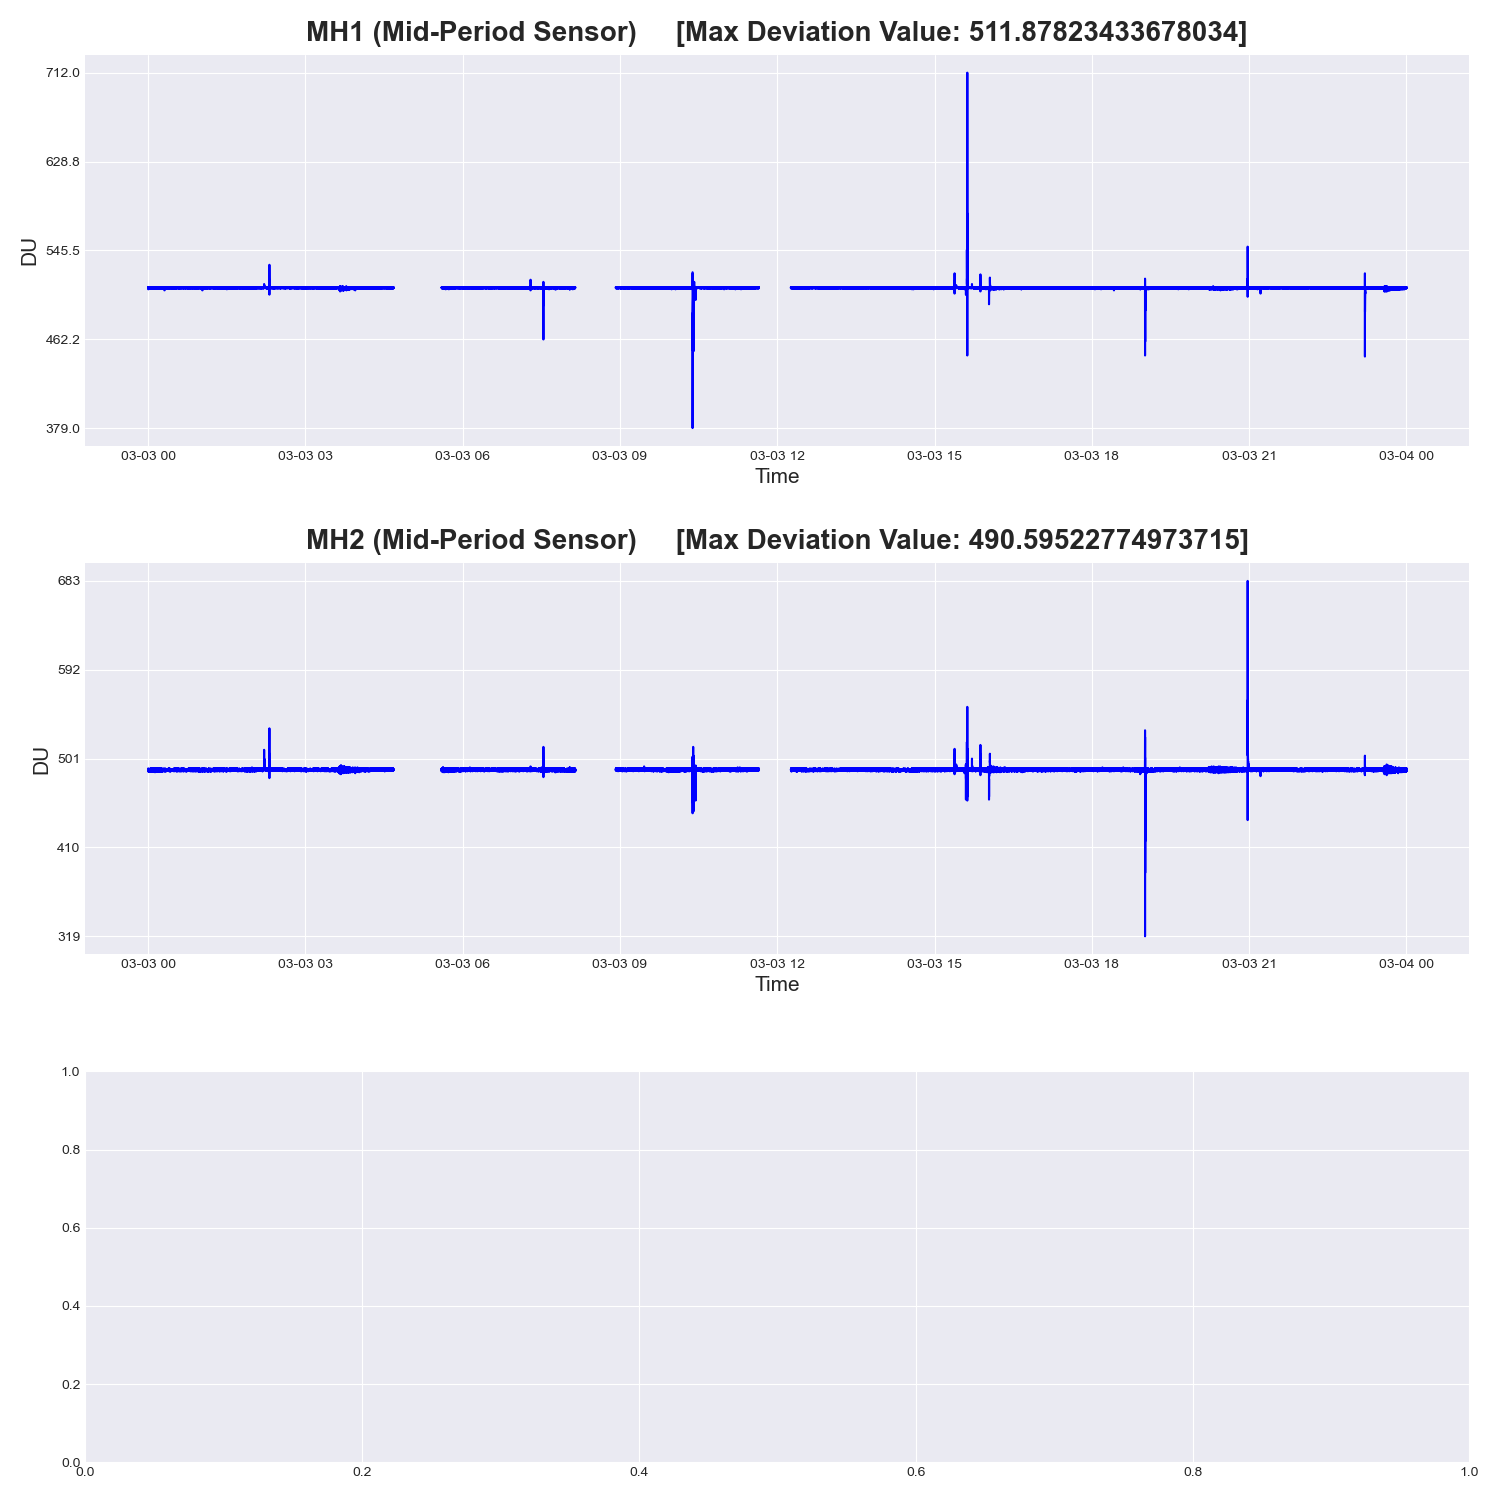 MH1 (Mid-Period Sensor) [Max Deviation Value: 511.87823433678034]
712.0
628.8
545.5
462.2
379.0
DU
03-03 00 03-03 03 03-03 06 03-03 09 03-03 12 03-03 15 03-03 18 03-03 21 03-04 00
Time
MH2 (Mid-Period Sensor) [Max Deviation Value: 490.59522774973715]
683
592
501
410
319
DU
03-03 00 03-03 03 03-03 06 03-03 09 03-03 12 03-03 15 03-03 18 03-03 21 03-04 00
Time
1.0
0.8
0.6
0.4
0.2
0.0
0.0 0.2 0.4 0.6 0.8 1.0